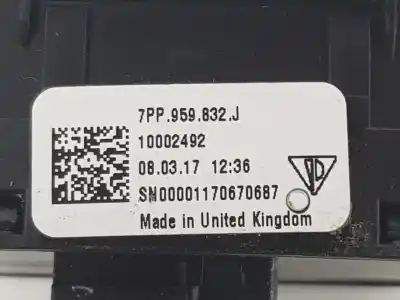 7PP.959.832.J
10002492
08.03.17 12:36
SN00001170670687
Made in United Kingdom